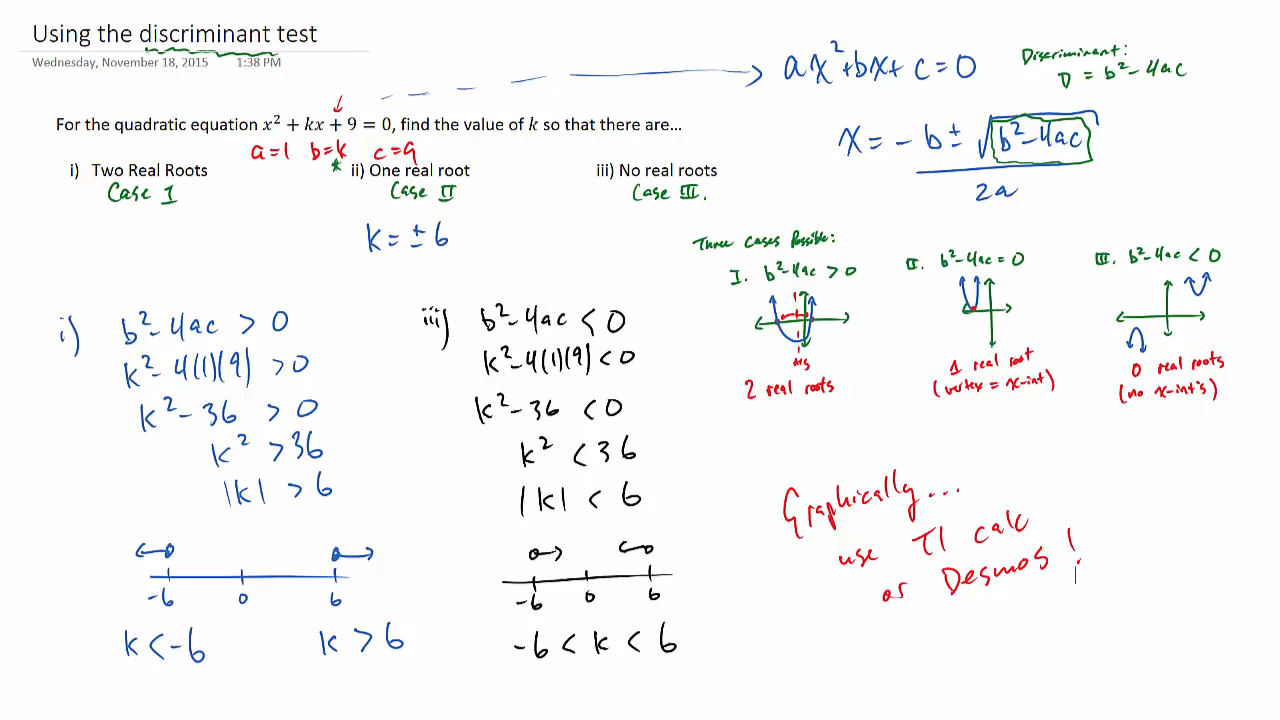 Using the discriminant test
Wednesday, November 18, 2015 1:38 PM
ax² + bx + c = 0
Discriminant:
D = b² - 4ac
For the quadratic equation x² + kx + 9 = 0, find the value of k so that there are...
a=1 b=k c=9
x = -b ± √(b²-4ac) / 2a
i) Two Real Roots
* ii) One real root
iii) No real roots
Case I
Case II
Case III.
k = ± 6
Three Cases Possible:
I. b²-4ac > 0
II. b²-4ac = 0
III. b²-4ac < 0
2 real roots
1 real root
(vertex = x-int)
0 real roots
(no x-int's)
i) b²-4ac > 0
k²-4(1)(9) > 0
k²-36 > 0
k² > 36
|k| > 6
-6 0 6
k < -6 k > 6
iii) b²-4ac < 0
k²-4(1)(9) < 0
k²-36 < 0
k² < 36
|k| < 6
-6 0 6
-6 < k < 6
Graphically...
use TI calc
or Desmos !